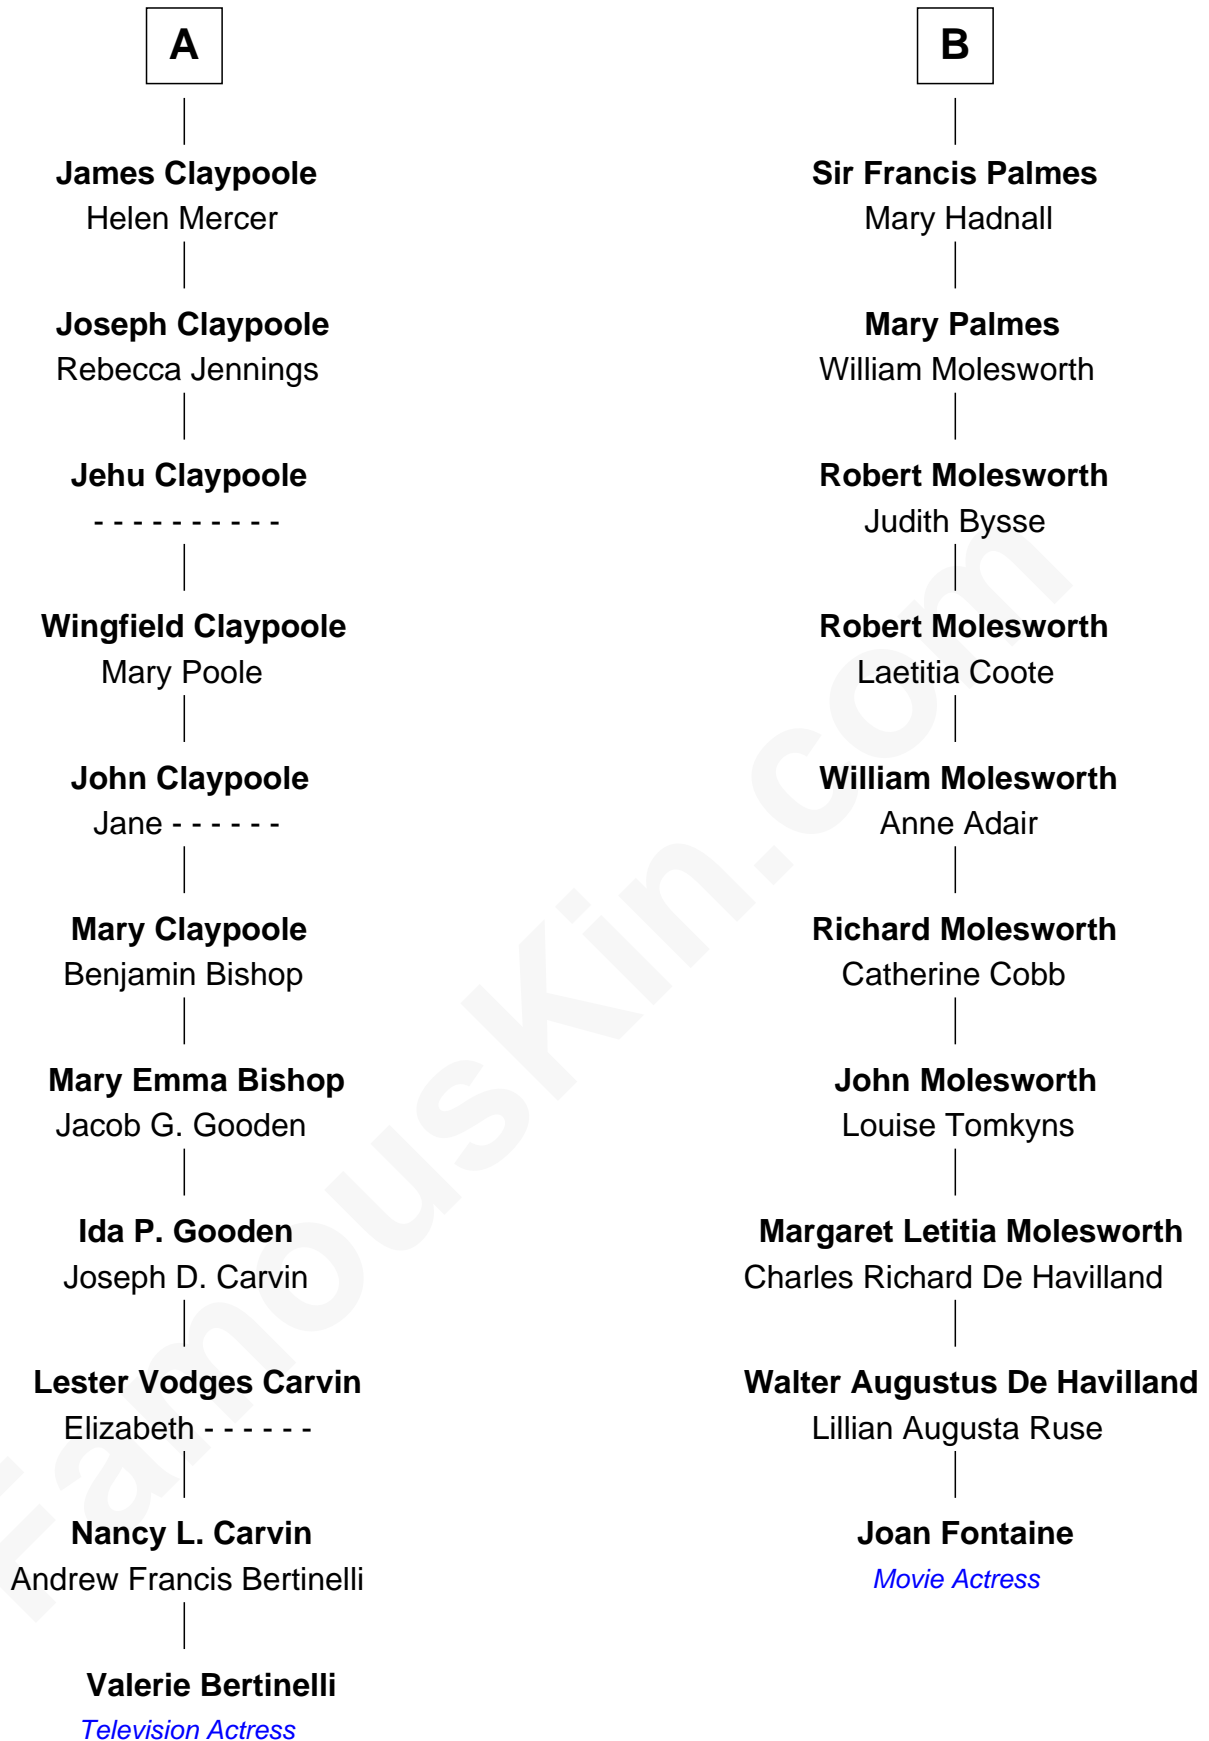 A
James Claypoole
Helen Mercer
Joseph Claypoole
Rebecca Jennings
Jehu Claypoole
- - - - - - - - - -
Wingfield Claypoole
Mary Poole
John Claypoole
Jane - - - - - -
Mary Claypoole
Benjamin Bishop
Mary Emma Bishop
Jacob G. Gooden
Ida P. Gooden
Joseph D. Carvin
Lester Vodges Carvin
Elizabeth - - - - - -
Nancy L. Carvin
Andrew Francis Bertinelli
Valerie Bertinelli
Television Actress
B
Sir Francis Palmes
Mary Hadnall
Mary Palmes
William Molesworth
Robert Molesworth
Judith Bysse
Robert Molesworth
Laetitia Coote
William Molesworth
Anne Adair
Richard Molesworth
Catherine Cobb
John Molesworth
Louise Tomkyns
Margaret Letitia Molesworth
Charles Richard De Havilland
Walter Augustus De Havilland
Lillian Augusta Ruse
Joan Fontaine
Movie Actress
FamousKin.com